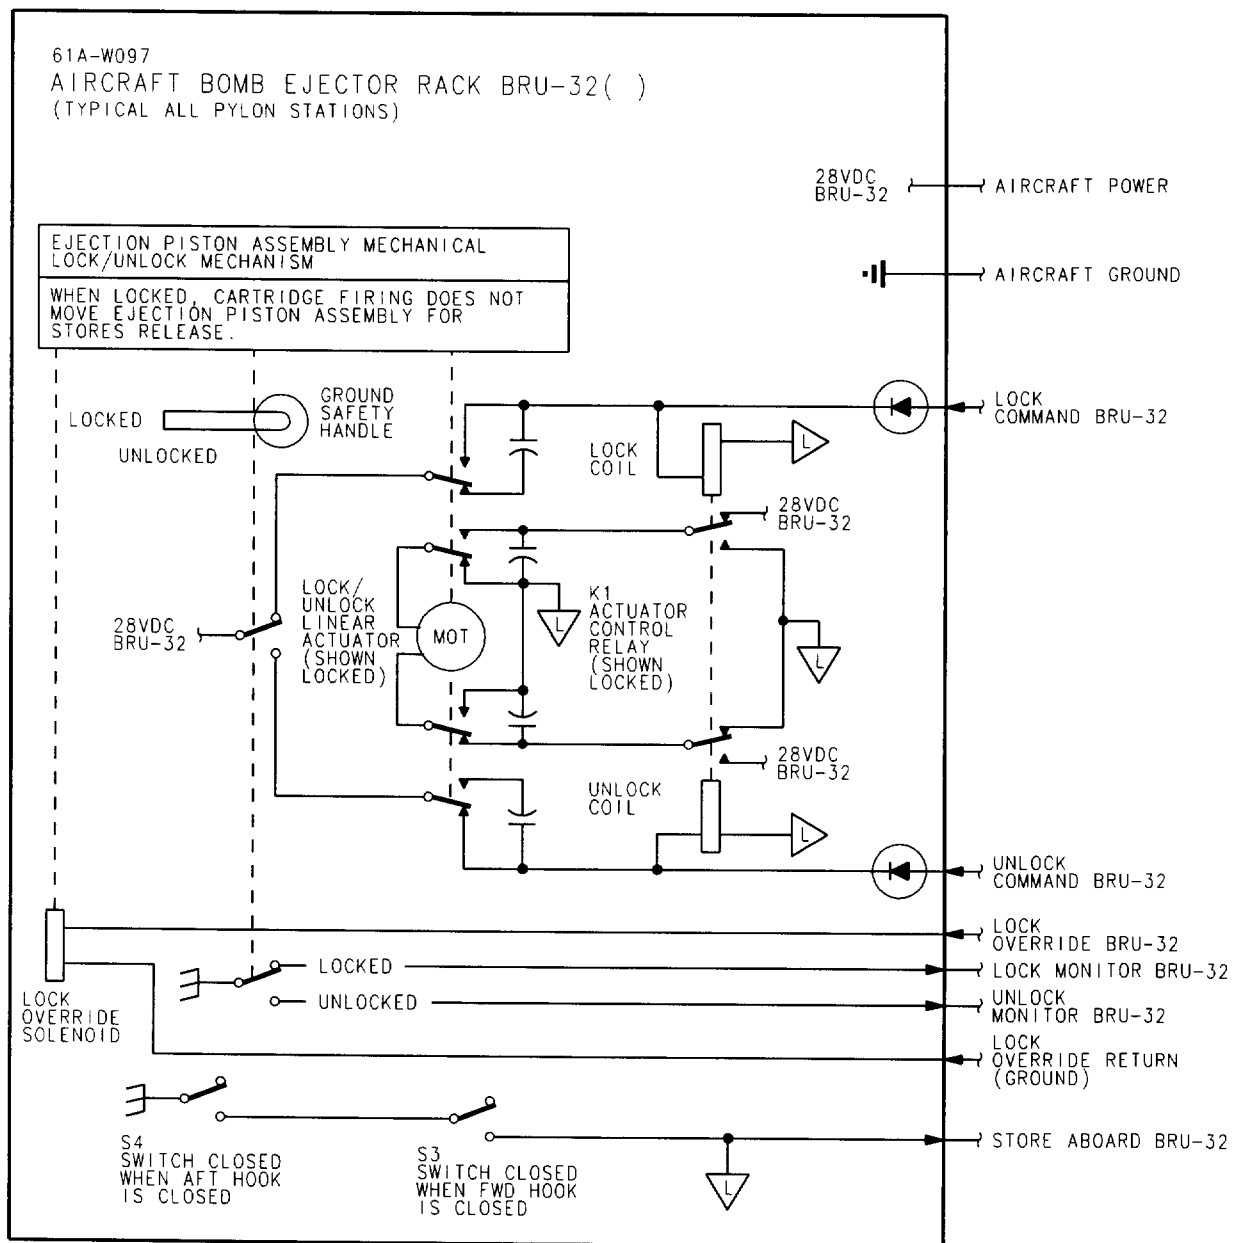 61A-W097
AIRCRAFT BOMB EJECTOR RACK BRU-32( )
(TYPICAL ALL PYLON STATIONS)
28VDC
BRU-32
AIRCRAFT POWER
EJECTION PISTON ASSEMBLY MECHANICAL
LOCK/UNLOCK MECHANISM
WHEN LOCKED, CARTRIDGE FIRING DOES NOT
MOVE EJECTION PISTON ASSEMBLY FOR
STORES RELEASE.
AIRCRAFT GROUND
LOCKED
UNLOCKED
GROUND
SAFETY
HANDLE
LOCK
COMMAND BRU-32
LOCK
COIL
L
28VDC
BRU-32
28VDC
BRU-32
LOCK/
UNLOCK
LINEAR
ACTUATOR
(SHOWN
LOCKED)
MOT
L
K1
ACTUATOR
CONTROL
RELAY
(SHOWN
LOCKED)
L
28VDC
BRU-32
UNLOCK
COIL
L
UNLOCK
COMMAND BRU-32
LOCK
OVERRIDE BRU-32
LOCKED
LOCK MONITOR BRU-32
UNLOCKED
UNLOCK
MONITOR BRU-32
LOCK
OVERRIDE
SOLENOID
LOCK
OVERRIDE RETURN
(GROUND)
S4
SWITCH CLOSED
WHEN AFT HOOK
IS CLOSED
S3
SWITCH CLOSED
WHEN FWD HOOK
IS CLOSED
L
STORE ABOARD BRU-32